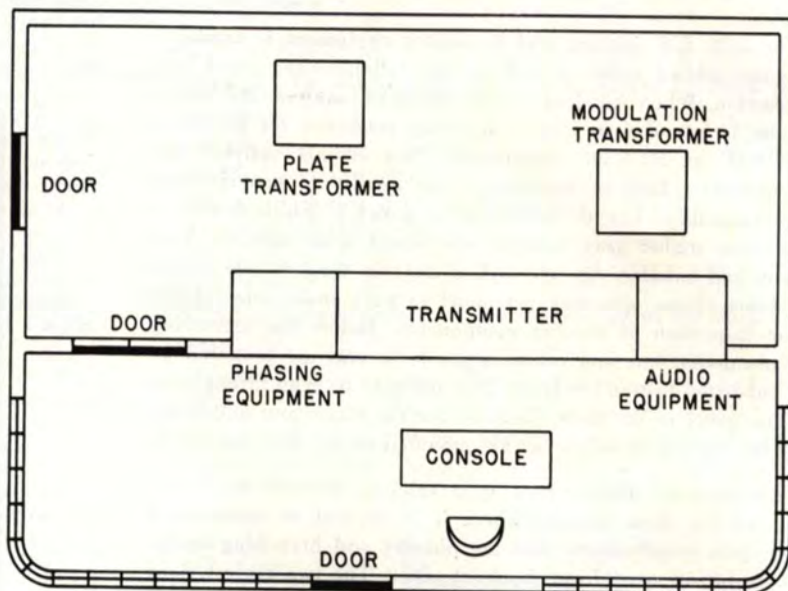 MODULATION
TRANSFORMER
DOOR
PLATE
TRANSFORMER
DOOR
TRANSMITTER
PHASING
EQUIPMENT
AUDIO
EQUIPMENT
CONSOLE
DOOR